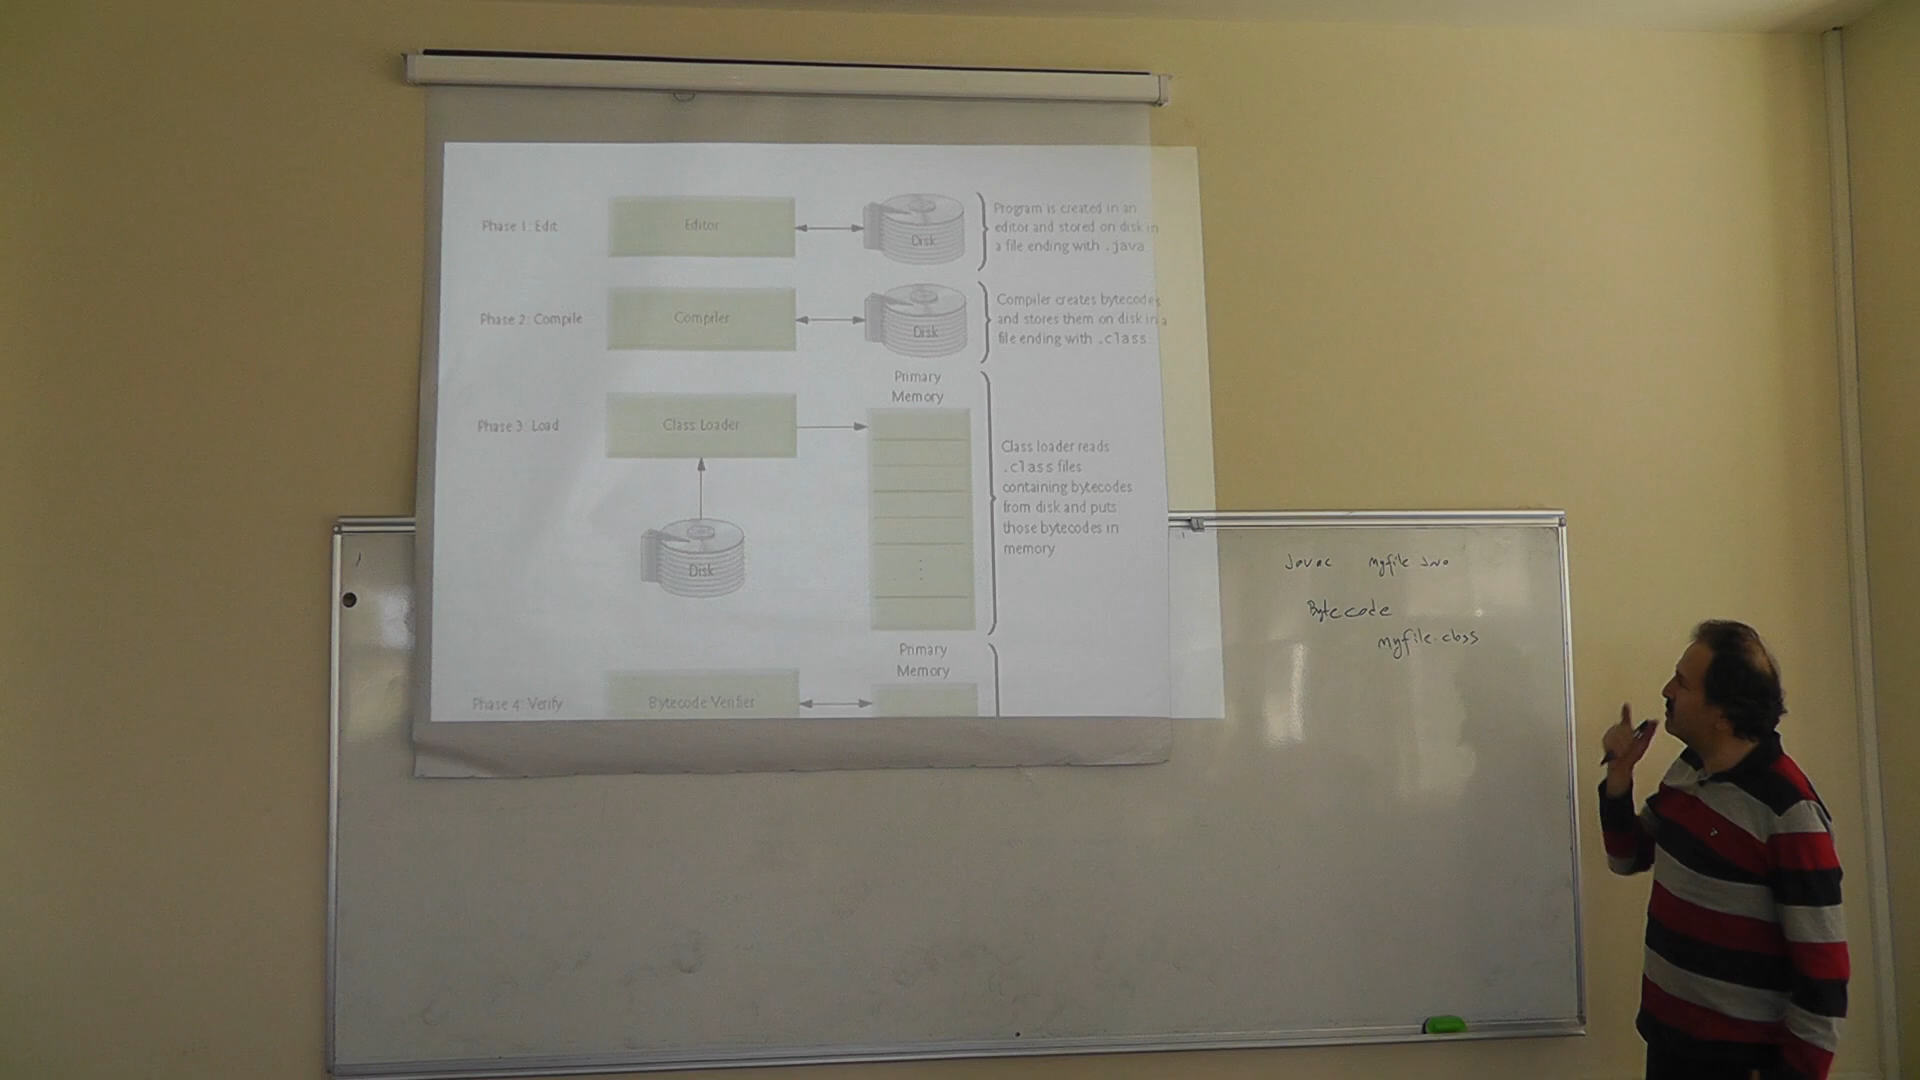 Phase 1: Edit
Editor
Disk
Program is created in an
editor and stored on disk in
a file ending with .java
Phase 2: Compile
Compiler
Disk
Compiler creates bytecodes
and stores them on disk in a
file ending with .class
Phase 3: Load
Class Loader
Primary
Memory
Disk
Class loader reads
.class files
containing bytecodes
from disk and puts
those bytecodes in
memory
Phase 4: Verify
Bytecode Verifier
Primary
Memory
Javac myfile
Bytecode
myfile.class